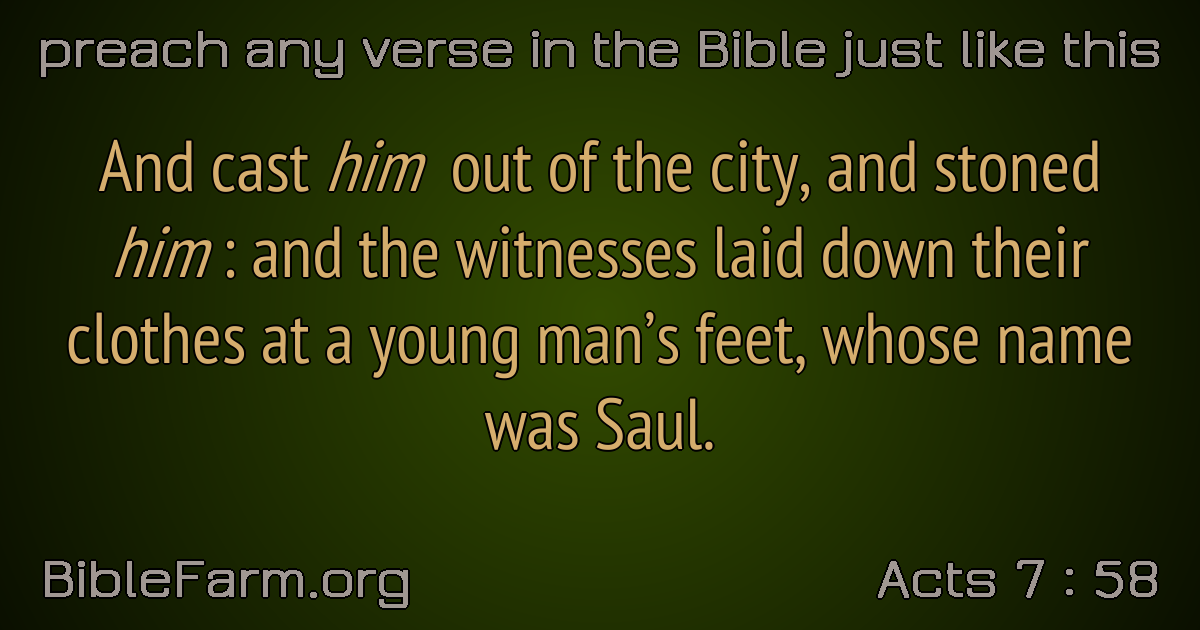 preach any verse in the Bible just like this
And cast him out of the city, and stoned
him : and the witnesses laid down their
clothes at a young man’s feet, whose name
was Saul.
BibleFarm.org
Acts 7 : 58